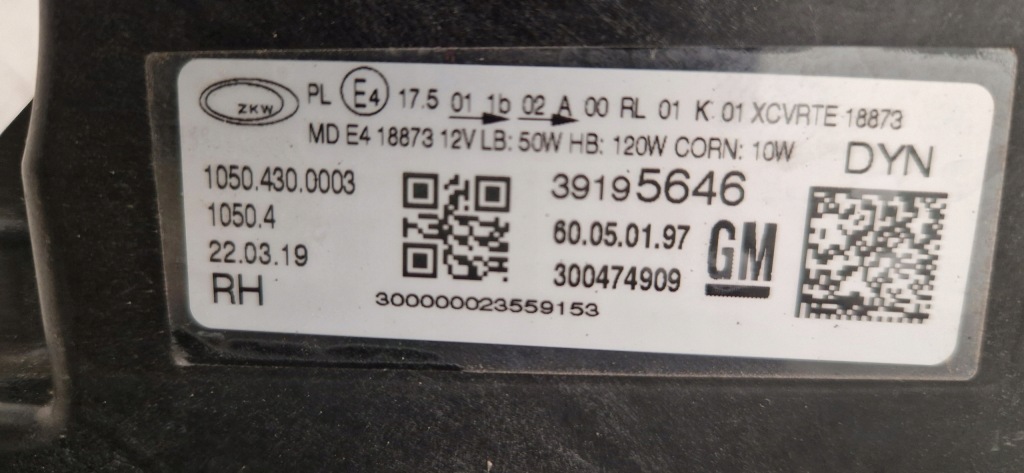 ZKW PL E4 17.5 01 1b 02 A 00 RL 01 K 01 XCVRTE 18873
MD E4 18873 12V LB: 50W HB: 120W CORN: 10W
DYN
1050.430.0003
39195646
1050.4
60.05.01.97
GM
22.03.19
300474909
RH
3000000023559153